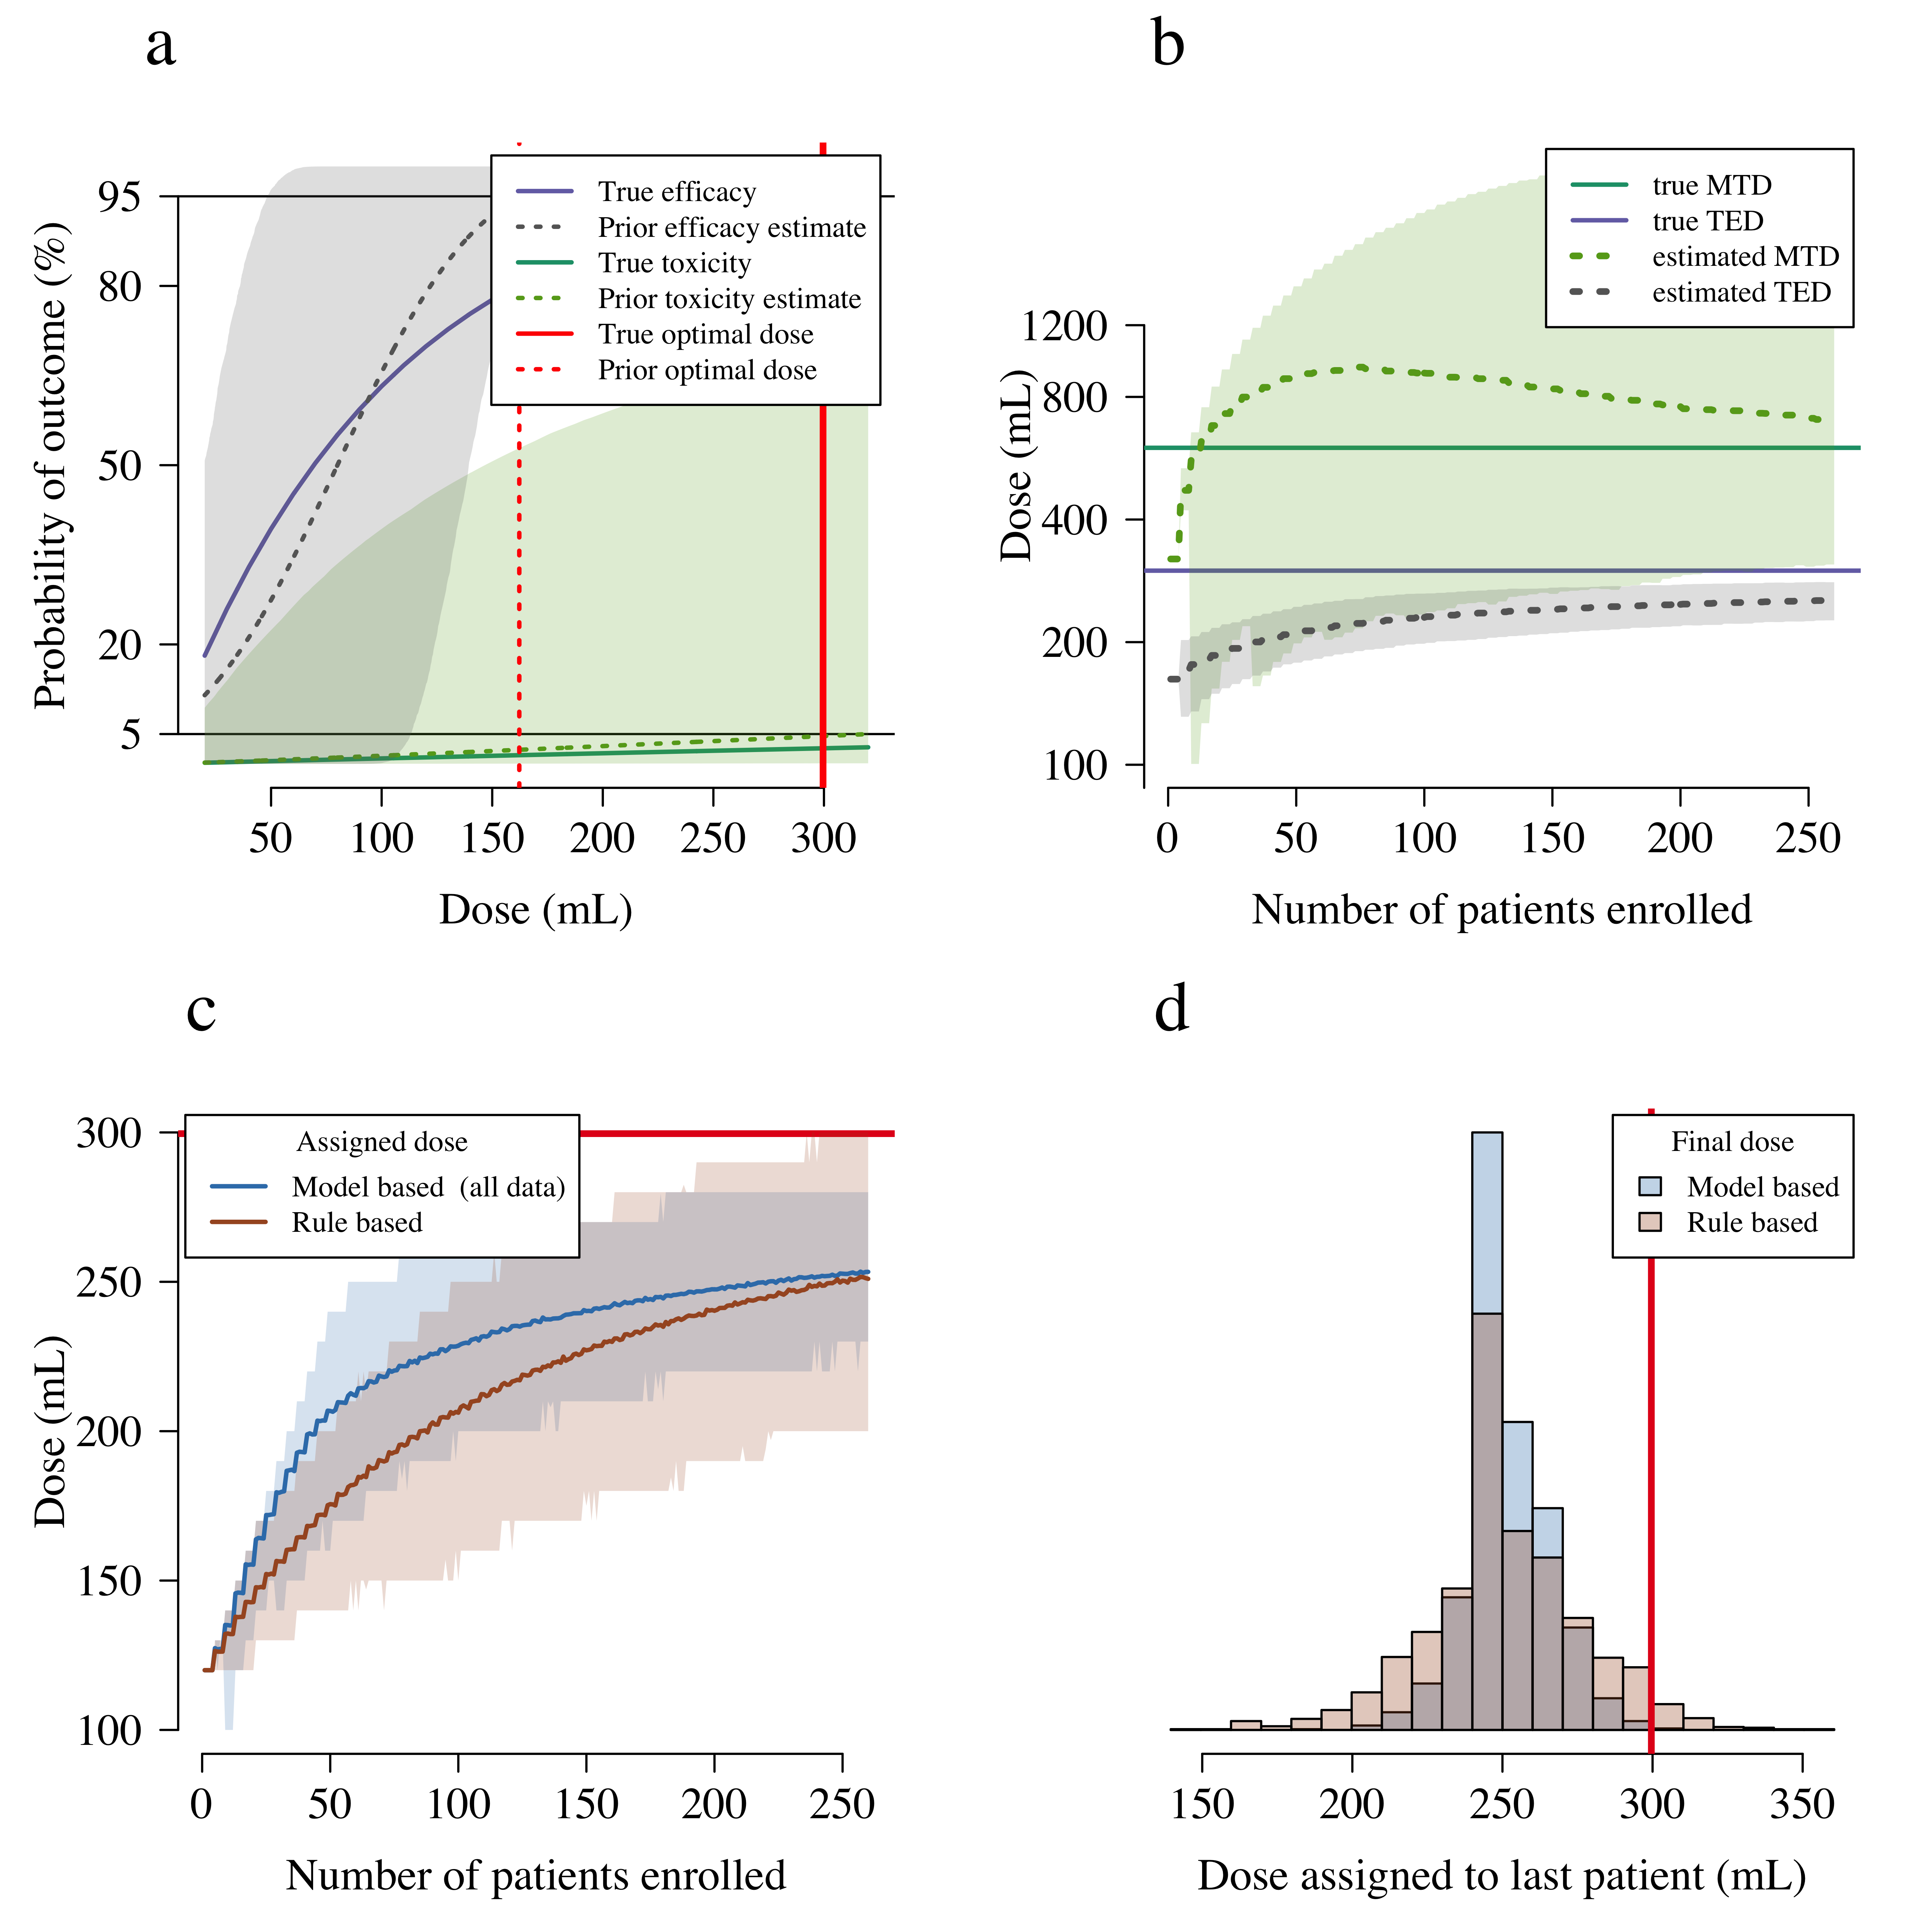 a
95
80
50
20
5
Probability of outcome (%)
True efficacy
Prior efficacy estimate
True toxicity
Prior toxicity estimate
True optimal dose
Prior optimal dose
50 100 150 200 250 300
Dose (mL)
b
1200
800
400
200
100
Dose (mL)
true MTD
true TED
estimated MTD
estimated TED
0 50 100 150 200 250
Number of patients enrolled
c
300
250
200
150
100
Dose (mL)
Assigned dose
Model based (all data)
Rule based
0 50 100 150 200 250
Number of patients enrolled
d
Final dose
Model based
Rule based
150 200 250 300 350
Dose assigned to last patient (mL)